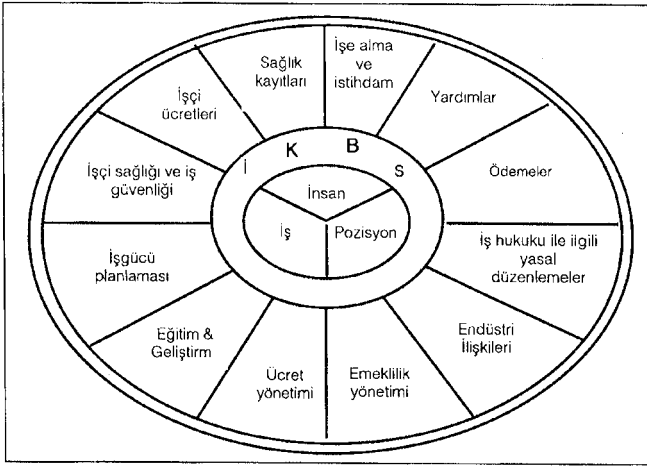 İşe alma
ve
istihdam
Yardımlar
Ödemeler
İş hukuku ile ilgili
yasal
düzenlemeler
Endüstri
İlişkileri
Emeklilik
yönetimi
Ücret
yönetimi
Eğitim &
Geliştirm
İşgücü
planlaması
İşçi sağlığı ve iş
güvenliği
İşçi
ücretleri
Sağlık
kayıtları
İ K B S
İnsan
İş
Pozisyon